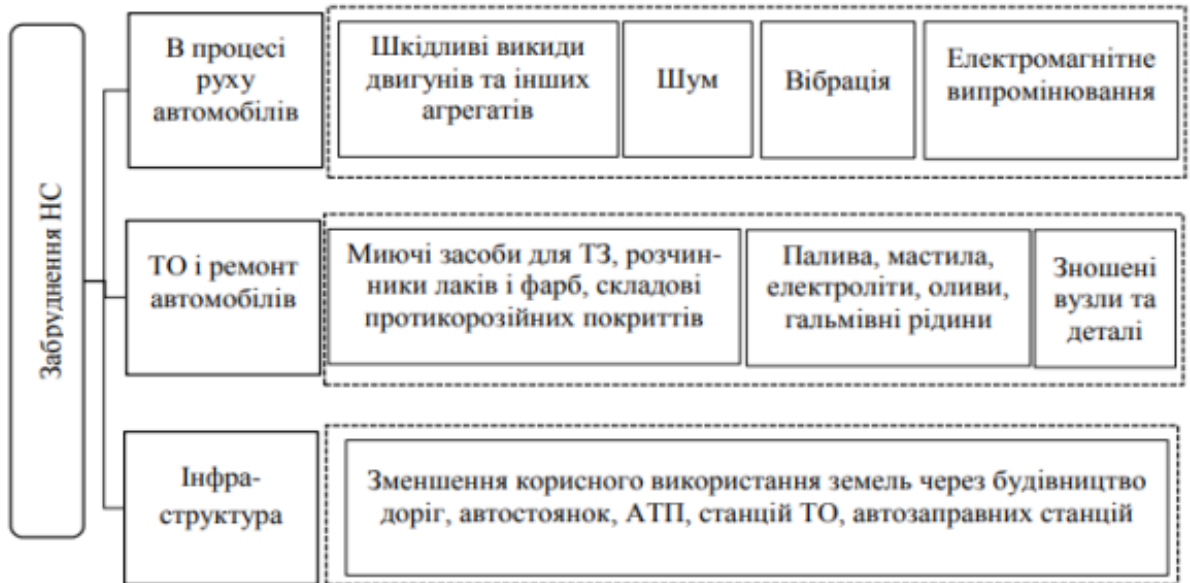 Забруднення НС
В процесі
руху
автомобілів
Шкідливі викиди
двигунів та інших
агрегатів
Шум
Вібрація
Електромагнітне
випромінювання
ТО і ремонт
автомобілів
Миючі засоби для ТЗ, розчин-
ники лаків і фарб, складові
протикорозійних покриттів
Палива, мастила,
електроліти, оливи,
гальмівні рідини
Зношені
вузли та
деталі
Інфра-
структура
Зменшення корисного використання земель через будівництво
доріг, автостоянок, АТП, станцій ТО, автозаправних станцій